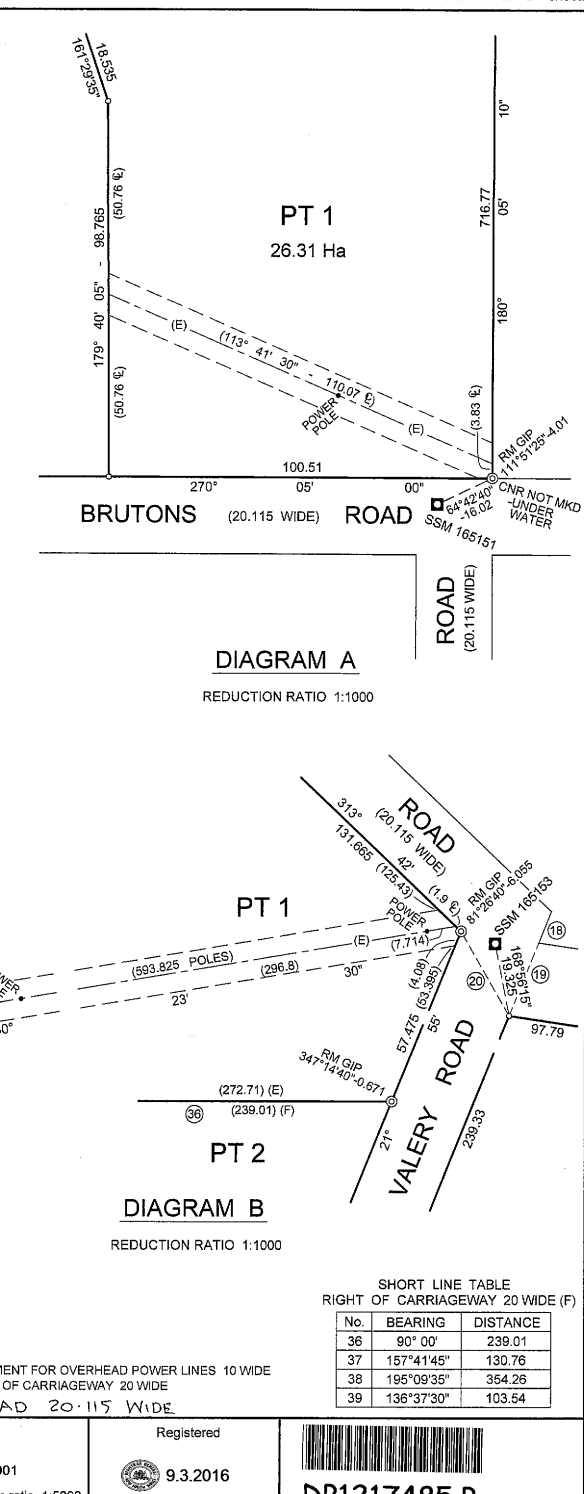 18.535
161°29'35"
10"
(50.76 ℄)
PT 1
716.77
26.31 Ha
05'
179° 40' 05" - 98.765
(E) (113° 41' 30" - 110.07 ℄)
180°
POWER
POLE
(E)
(50.76 ℄)
(3.83 ℄)
RM GIP
111°51'25"-4.01
100.51
270° 05' 00"
CNR NOT MKD
-UNDER
WATER
64°42'40"
-16.02
BRUTONS (20.115 WIDE) ROAD
SSM 165151
ROAD
(20.115 WIDE)
DIAGRAM A
REDUCTION RATIO 1:1000
ROAD
(20.115 WIDE)
313° 42'
131.665 (125.43)
(1.9 ℄)
RM GIP
81°26'40"-6.055
PT 1
POWER
POLE
SSM 165153
18
(E)
(7.714)
(593.825 POLES)
(296.8)
30"
23'
168°56'15"
19.325
19
20
(4.08)
(53.395)
57.475
55'
97.79
RM GIP
347°14'40"-0.671
VALERY ROAD
(272.71) (E)
36
(239.01) (F)
21°
239.33
PT 2
DIAGRAM B
REDUCTION RATIO 1:1000
SHORT LINE TABLE
RIGHT OF CARRIAGEWAY 20 WIDE (F)
No. BEARING DISTANCE
36 90° 00' 239.01
37 157°41'45" 130.76
38 195°09'35" 354.26
39 136°37'30" 103.54
MENT FOR OVERHEAD POWER LINES 10 WIDE
OF CARRIAGEWAY 20 WIDE
AD 20.115 WIDE
Registered
9.3.2016